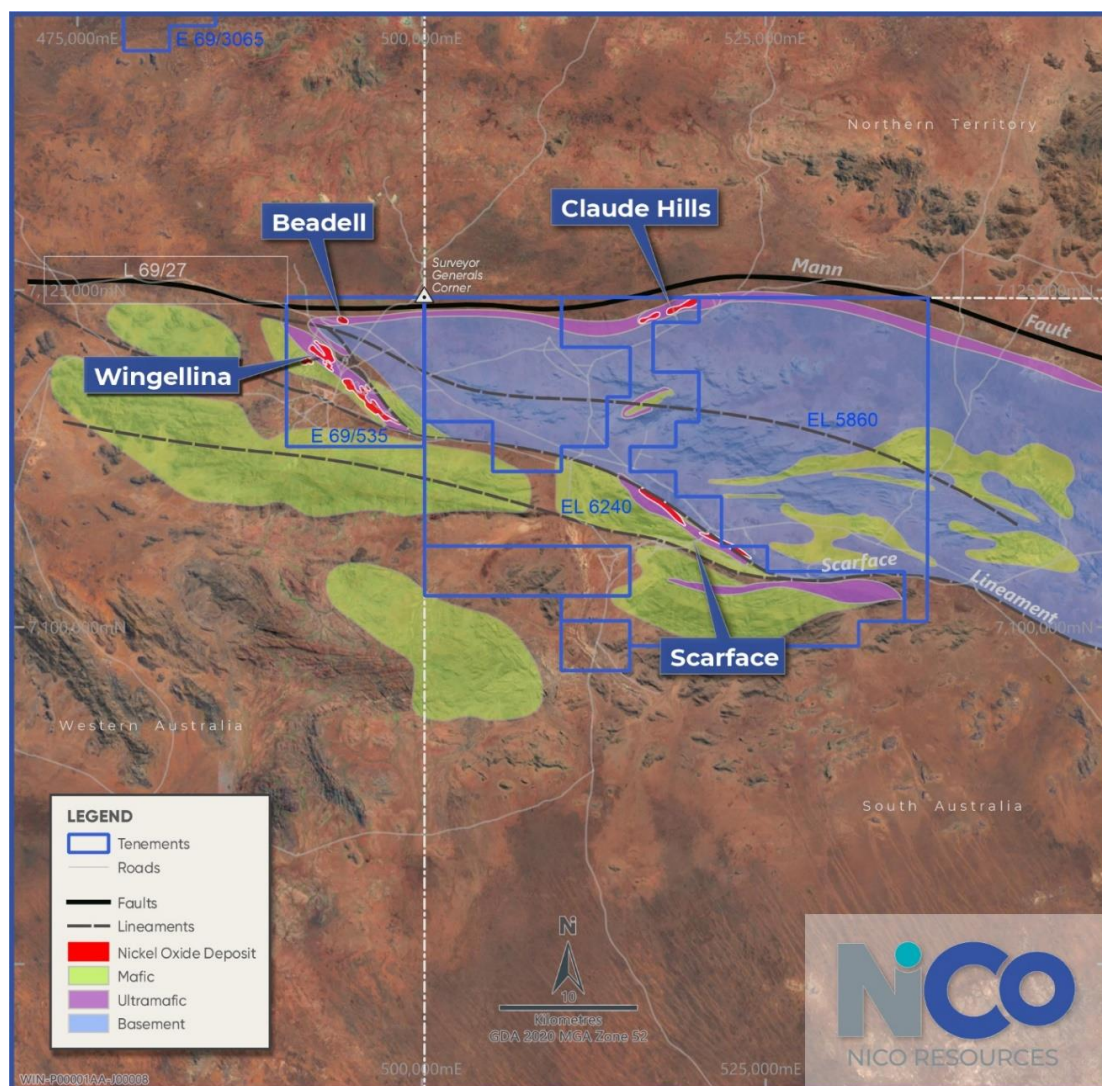 475,000mE
500,000mE
525,000mE
E 69/3065
Northern Territory
Beadell
Claude Hills
Surveyor
Generals
Corner
L 69/27
7,125,000mN
Mann
7,125,000mN
Fault
Wingellina
E 69/535
EL 5860
EL 6240
Scarface
Lineament
7,100,000mN
7,100,000mN
Scarface
Western Australia
South Australia
LEGEND
Tenements
Roads
Faults
Lineaments
Nickel Oxide Deposit
Mafic
Ultramafic
Basement
N
10
Kilometres
GDA 2020 MGA Zone 52
NiCo
NICO RESOURCES
500,000mE
525,000mE
WIN-P00001AA-J00008